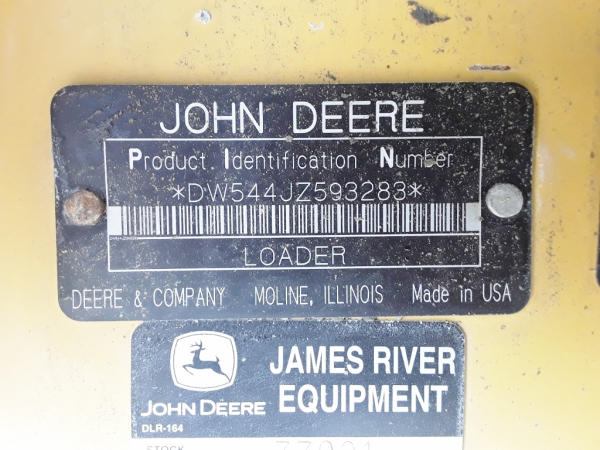 JOHN DEERE
Product Identification Number
*DW544JZ593283*
LOADER
DEERE & COMPANY MOLINE, ILLINOIS Made in USA
JAMES RIVER
EQUIPMENT
JOHN DEERE
DLR-164
STOCK